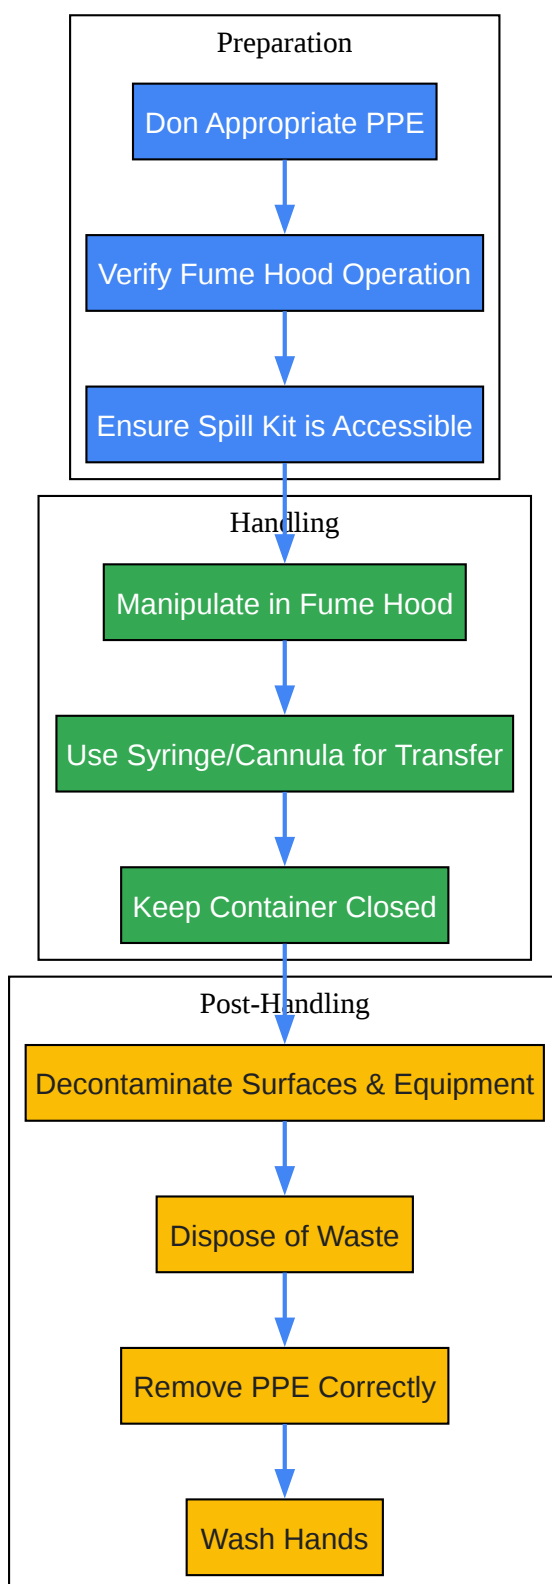 Preparation
Don Appropriate PPE
Verify Fume Hood Operation
Ensure Spill Kit is Accessible
Handling
Manipulate in Fume Hood
Use Syringe/Cannula for Transfer
Keep Container Closed
Post-Handling
Decontaminate Surfaces & Equipment
Dispose of Waste
Remove PPE Correctly
Wash Hands